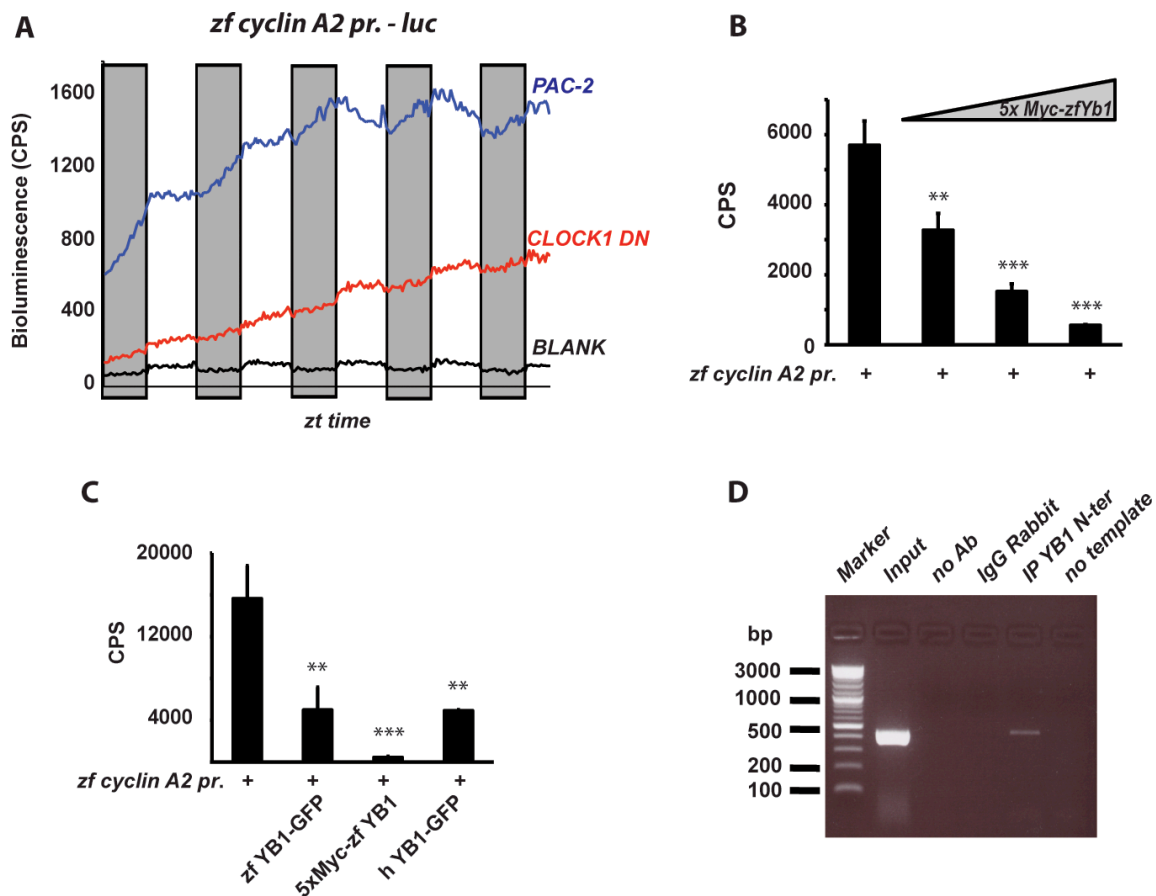 A
zf cyclin A2 pr. - luc
Bioluminescence (CPS)
1600
1200
800
400
0
PAC-2
CLOCK1 DN
BLANK
zt time
B
5x Myc-zfYb1
CPS
6000
4000
2000
0
**
***
***
zf cyclin A2 pr. + + + +
C
CPS
20000
12000
4000
**
***
**
zf cyclin A2 pr. + + + +
zf YB1-GFP
5xMyc-zf YB1
h YB1-GFP
D
Marker
Input
no Ab
IgG Rabbit
IP YB1 N-ter
no template
bp
3000
1000
500
200
100